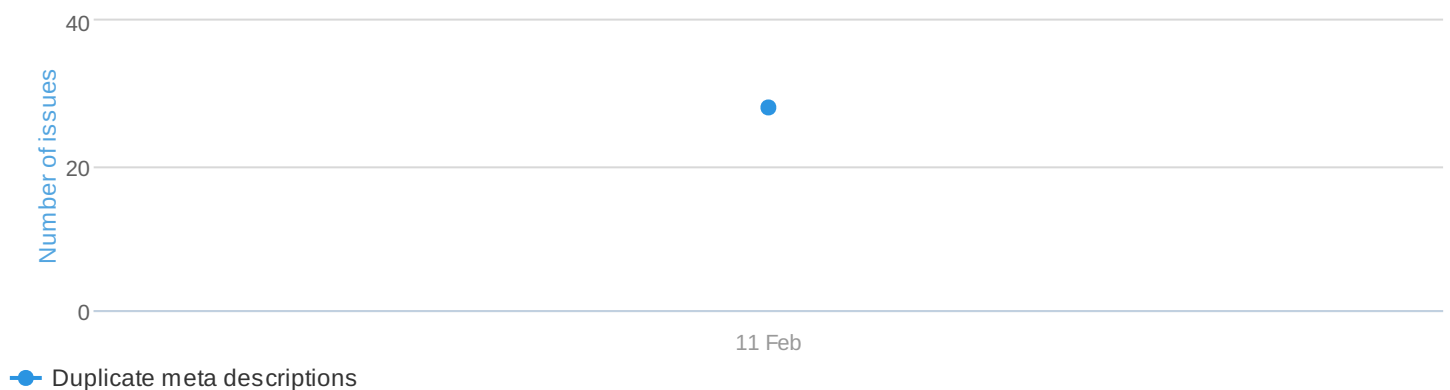 40
Number of issues
20
0
11 Feb
Duplicate meta descriptions